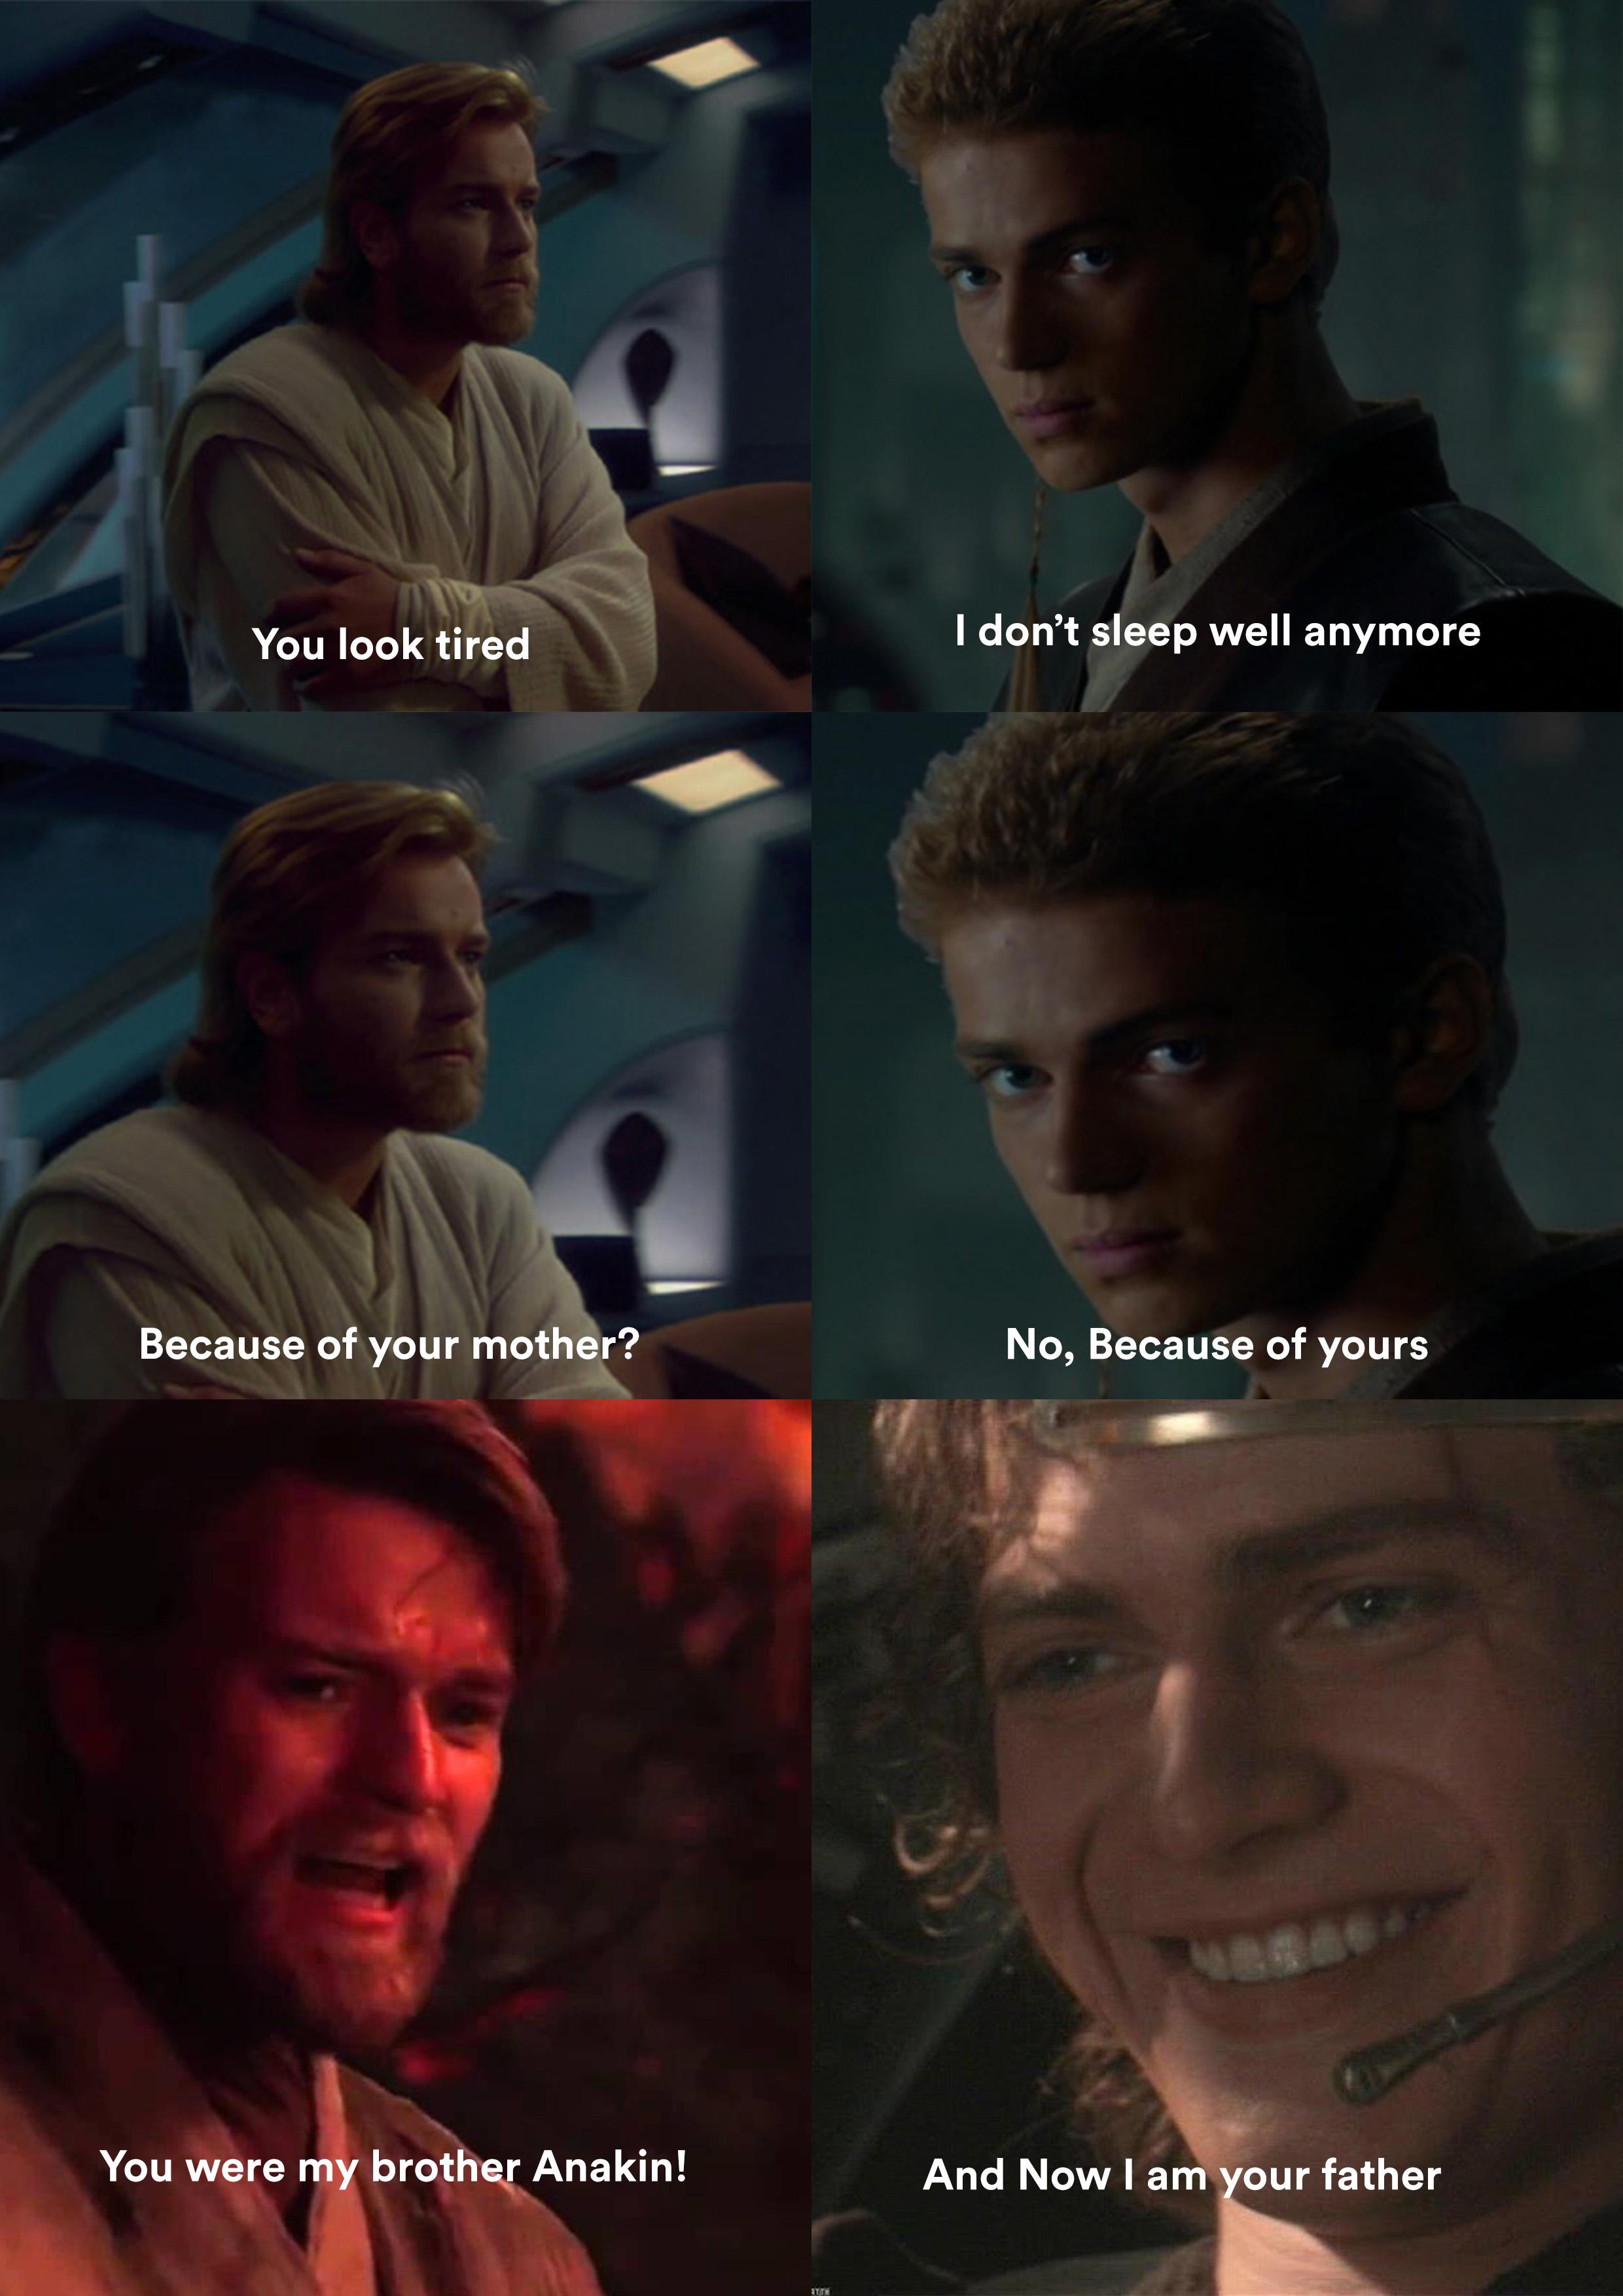 You look tired
I don’t sleep well anymore
Because of your mother?
No, Because of yours
You were my brother Anakin!
And Now I am your father